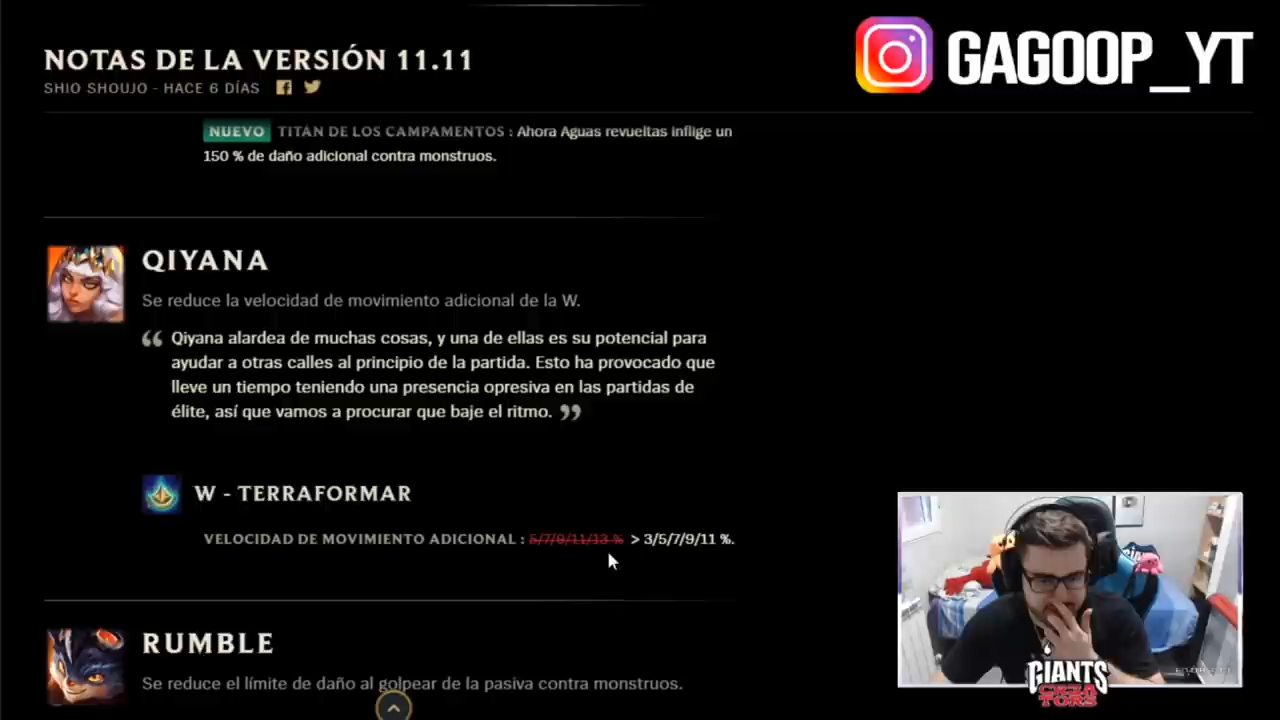 NOTAS DE LA VERSIÓN 11.11
SHIO SHOUJO - HACE 6 DÍAS
GAGOOP_YT
NUEVO TITÁN DE LOS CAMPAMENTOS : Ahora Aguas revueltas inflige un
150 % de daño adicional contra monstruos.
QIYANA
Se reduce la velocidad de movimiento adicional de la W.
“ Qiyana alardea de muchas cosas, y una de ellas es su potencial para
ayudar a otras calles al principio de la partida. Esto ha provocado que
lleve un tiempo teniendo una presencia opresiva en las partidas de
élite, así que vamos a procurar que baje el ritmo. ”
W - TERRAFORMAR
VELOCIDAD DE MOVIMIENTO ADICIONAL : 5/7/9/11/13 % > 3/5/7/9/11 %.
RUMBLE
Se reduce el límite de daño al golpear de la pasiva contra monstruos.
GIANTS
CREATORS